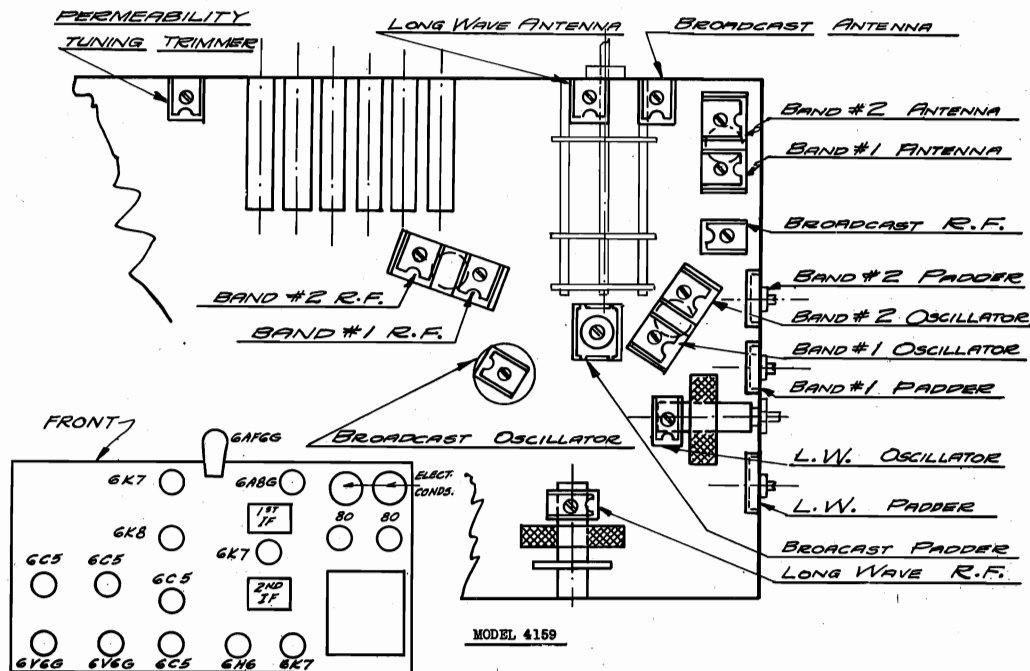 PERMEABILITY
TUNING TRIMMER
LONG WAVE ANTENNA
BROADCAST ANTENNA
BAND #2 ANTENNA
BAND #1 ANTENNA
BROADCAST R.F.
BAND #2 PADDER
BAND #2 OSCILLATOR
BAND #1 OSCILLATOR
BAND #1 PADDER
L.W. OSCILLATOR
L.W. PADDER
BROACAST PADDER
LONG WAVE R.F.
BAND #2 R.F.
BAND #1 R.F.
BROADCAST OSCILLATOR
FRONT
6AF6G
6K7
6A8G
ELECT.
CONDS.
1ST
IF
80
80
6K8
6K7
6C5
6C5
6C5
2ND
IF
6V6G
6V6G
6C5
6H6
6K7
MODEL 4159